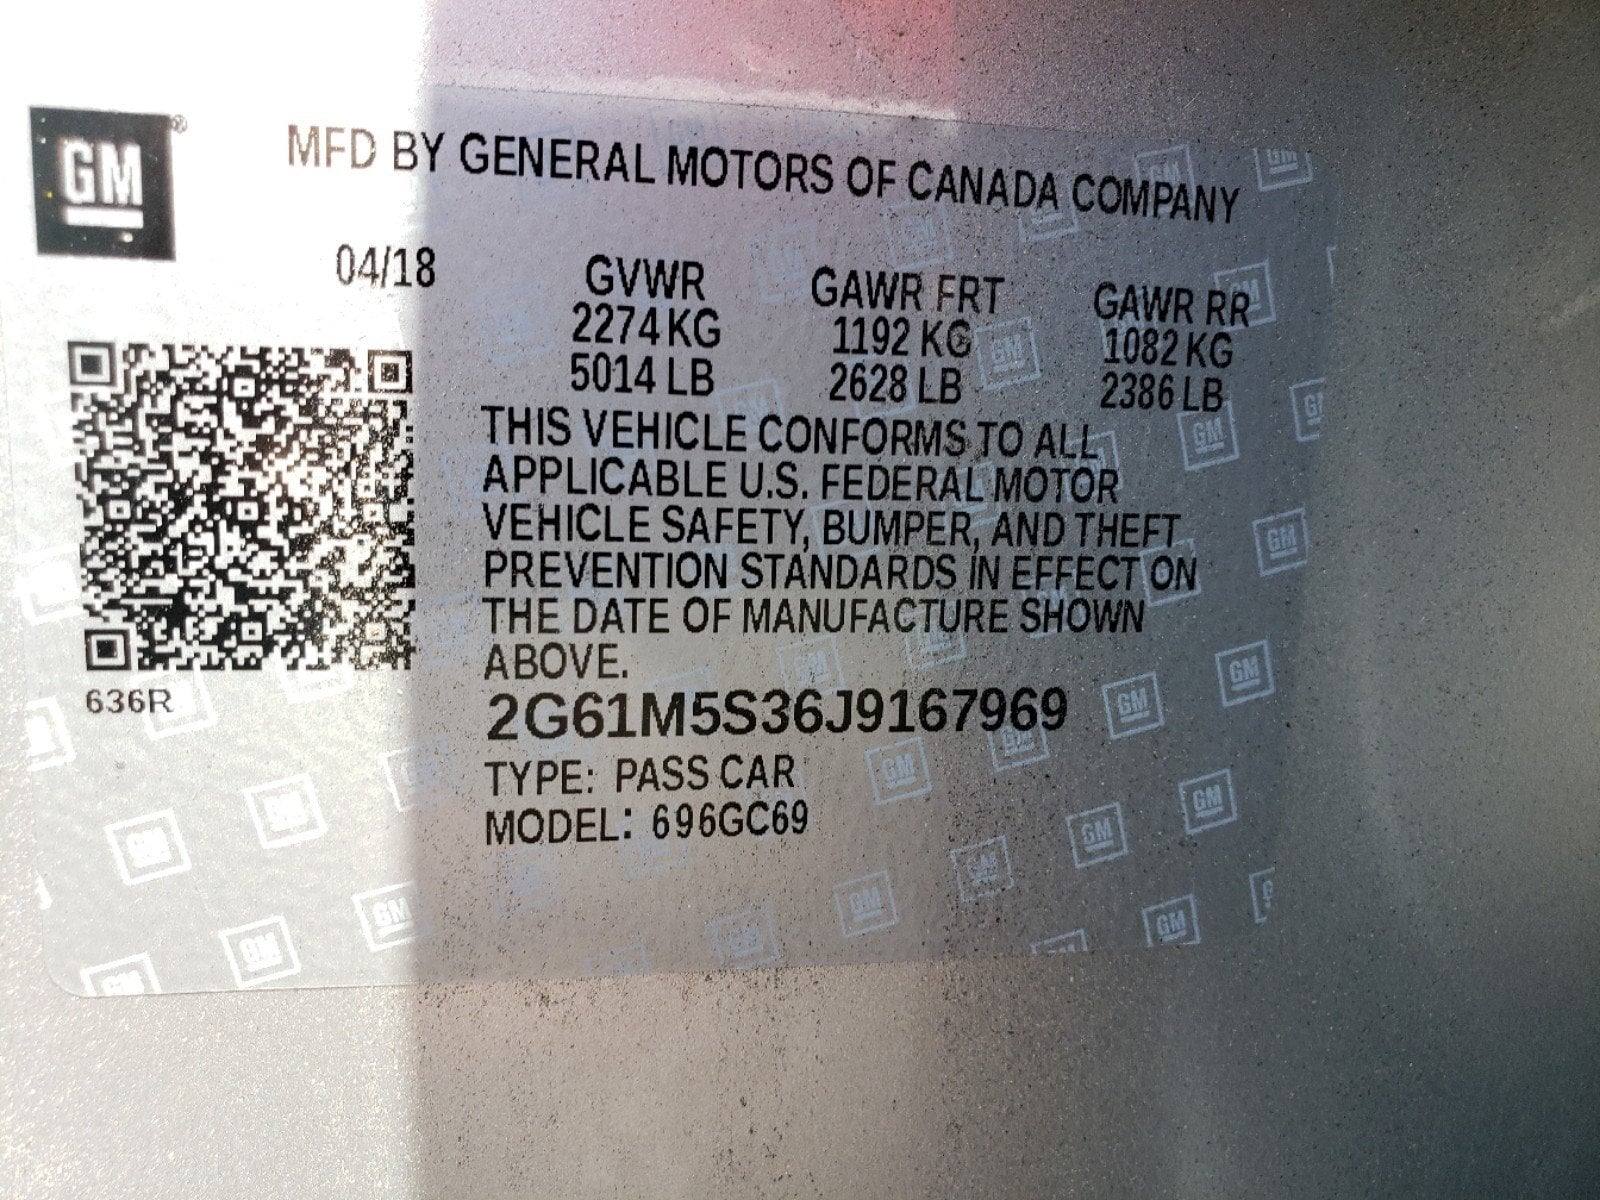 GM®
MFD BY GENERAL MOTORS OF CANADA COMPANY
04/18
GVWR GAWR FRT GAWR RR
2274 KG 1192 KG 1082 KG
5014 LB 2628 LB 2386 LB
THIS VEHICLE CONFORMS TO ALL
APPLICABLE U.S. FEDERAL MOTOR
VEHICLE SAFETY, BUMPER, AND THEFT
PREVENTION STANDARDS IN EFFECT ON
THE DATE OF MANUFACTURE SHOWN
ABOVE.
636R
2G61M5S36J9167969
TYPE: PASS CAR
MODEL: 696GC69